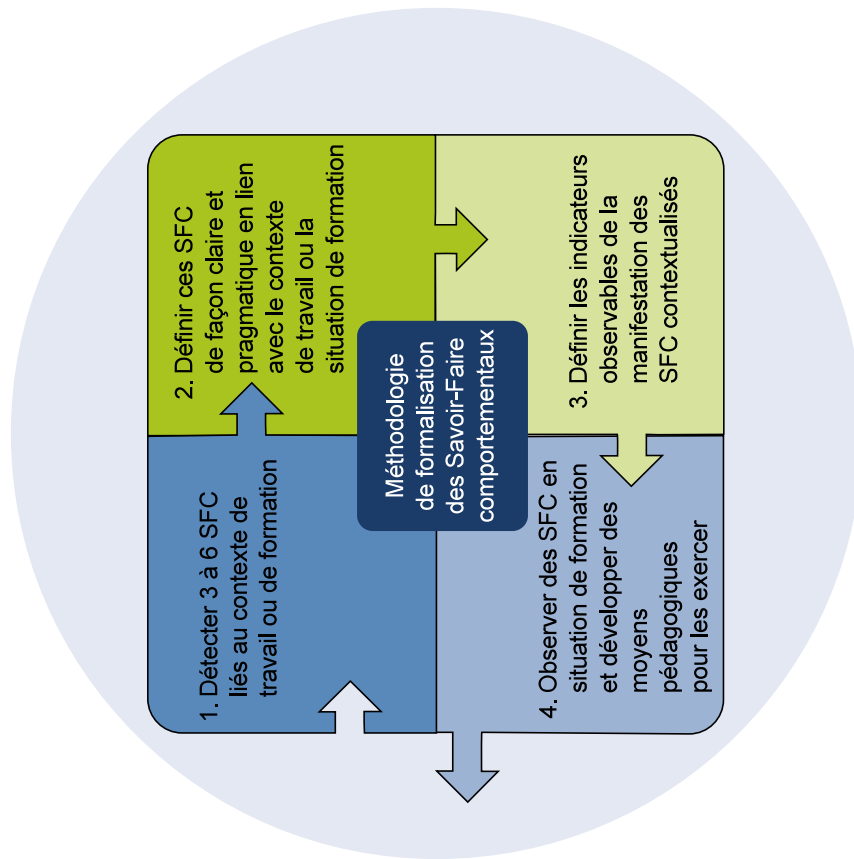 1. Détecter 3 à 6 SFC
liés au contexte de
travail ou de formation
2. Définir ces SFC
de façon claire et
pragmatique en lien
avec le contexte
de travail ou la
situation de formation
Méthodologie
de formalisation
des Savoir-Faire
comportementaux
3. Définir les indicateurs
observables de la
manifestation des
SFC contextualisés
4. Observer des SFC en
situation de formation
et développer des
moyens
pédagogiques
pour les exercer